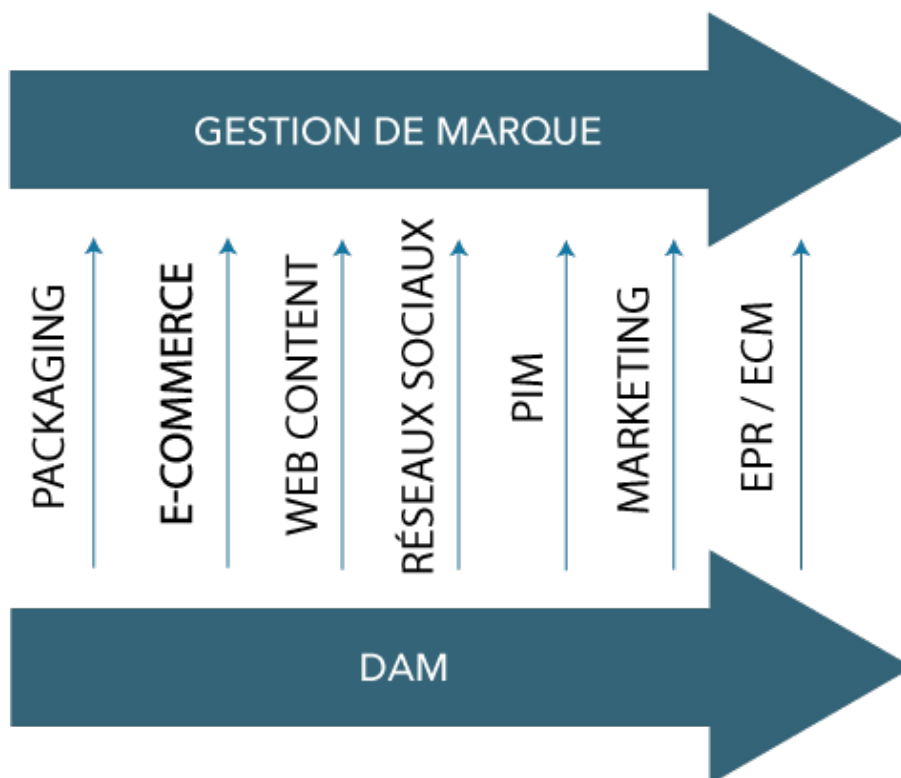 GESTION DE MARQUE
PACKAGING
E-COMMERCE
WEB CONTENT
RÉSEAUX SOCIAUX
PIM
MARKETING
EPR / ECM
DAM